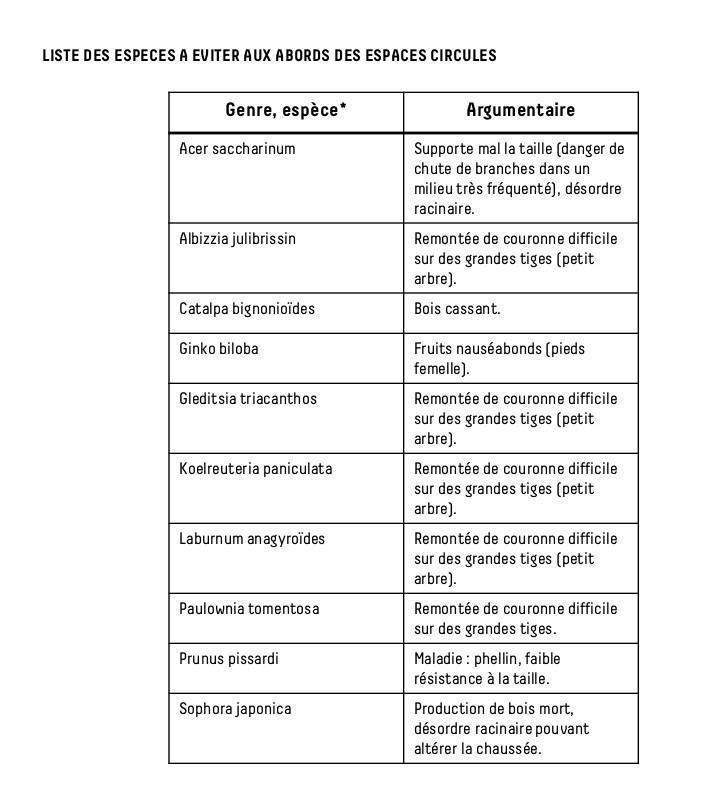 LISTE DES ESPECES A EVITER AUX ABORDS DES ESPACES CIRCULES
Genre, espèce*
Argumentaire
Acer saccharinum
Supporte mal la taille (danger de
chute de branches dans un
milieu très fréquenté), désordre
racinaire.
Albizzia julibrissin
Remontée de couronne difficile
sur des grandes tiges (petit
arbre).
Catalpa bignonioïdes
Bois cassant.
Ginko biloba
Fruits nauséabonds (pieds
femelle).
Gleditsia triacanthos
Remontée de couronne difficile
sur des grandes tiges (petit
arbre).
Koelreuteria paniculata
Remontée de couronne difficile
sur des grandes tiges (petit
arbre).
Laburnum anagyroïdes
Remontée de couronne difficile
sur des grandes tiges (petit
arbre).
Paulownia tomentosa
Remontée de couronne difficile
sur des grandes tiges.
Prunus pissardi
Maladie : phellin, faible
résistance à la taille.
Sophora japonica
Production de bois mort,
désordre racinaire pouvant
altérer la chaussée.